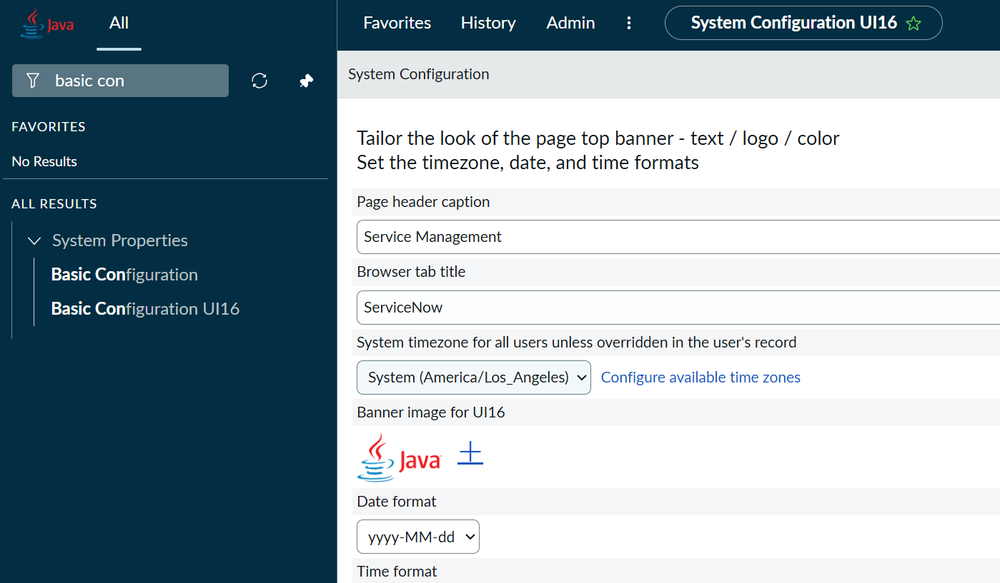 Java
All
Favorites
History
Admin
System Configuration UI16
basic con
FAVORITES
No Results
ALL RESULTS
System Properties
Basic Configuration
Basic Configuration UI16
System Configuration
Tailor the look of the page top banner - text / logo / color
Set the timezone, date, and time formats
Page header caption
Service Management
Browser tab title
ServiceNow
System timezone for all users unless overridden in the user's record
System (America/Los_Angeles)
Configure available time zones
Banner image for UI16
Java
Date format
yyyy-MM-dd
Time format